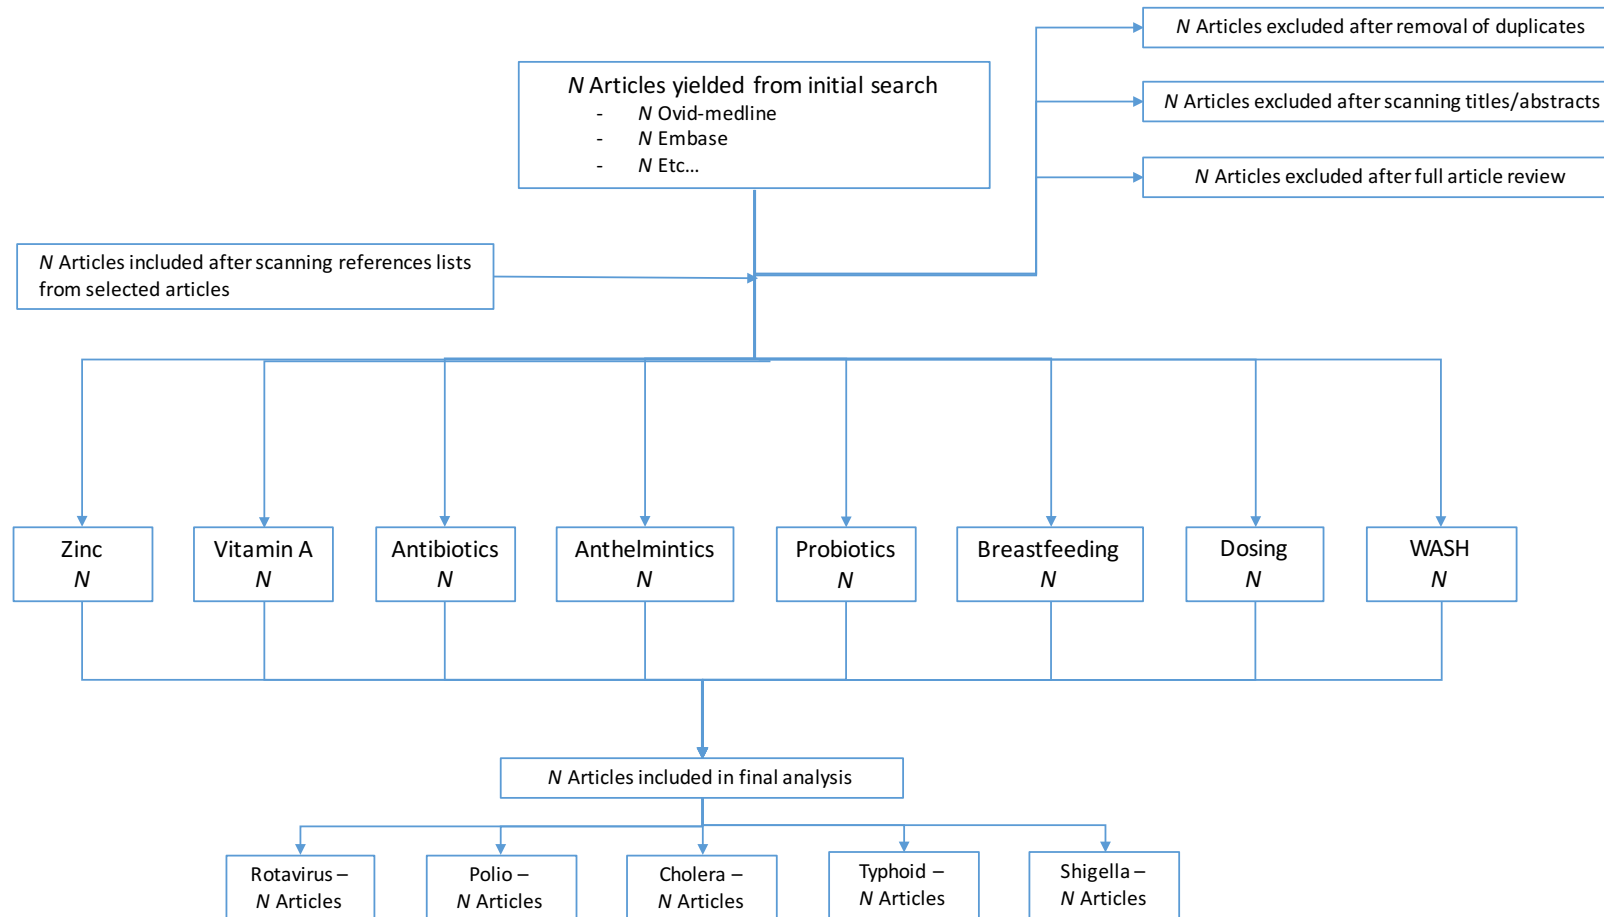 N Articles excluded after removal of duplicates
N Articles yielded from initial search
- N Ovid-medline
- N Embase
- N Etc...
N Articles excluded after scanning titles/abstracts
N Articles excluded after full article review
N Articles included after scanning references lists
from selected articles
Zinc
N
Vitamin A
N
Antibiotics
N
Anthelmintics
N
Probiotics
N
Breastfeeding
N
Dosing
N
WASH
N
N Articles included in final analysis
Rotavirus –
N Articles
Polio –
N Articles
Cholera –
N Articles
Typhoid –
N Articles
Shigella –
N Articles